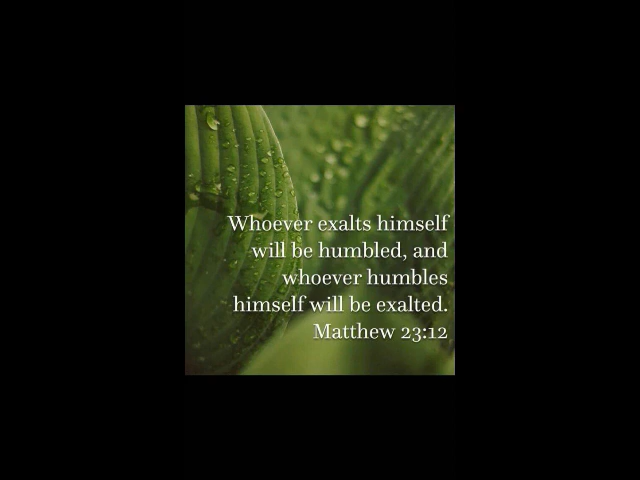 Whoever exalts himself
will be humbled, and
whoever humbles
himself will be exalted.
Matthew 23:12